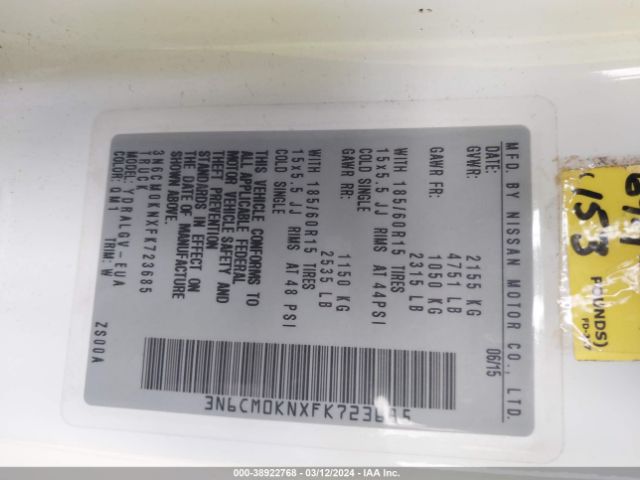 MFD. BY NISSAN MOTOR CO., LTD.
06/15
GVWR: 2155 KG
4751 LB
GAWR FR: 1050 KG
2315 LB
WITH 185/60R15 TIRES
15x5.5 JJ RIMS AT 44PSI
COLD SINGLE
GAWR RR: 1150 KG
2535 LB
WITH 185/60R15 TIRES
15x5.5 JJ RIMS AT 48 PSI
COLD SINGLE
THIS VEHICLE CONFORMS TO
ALL APPLICABLE FEDERAL
MOTOR VEHICLE SAFETY AND
THEFT PREVENTION
STANDARDS IN EFFECT ON
THE DATE OF MANUFACTURE
SHOWN ABOVE.
3N6CM0KNXFK723685
TRUCK
MODEL: YDRALGV-EUA
COLOR: QM1 TRIM: W
ZS00A
3N6CM0KNXFK723685
153
POUNDS)
000-38922768 - 03/12/2024 - IAA Inc.